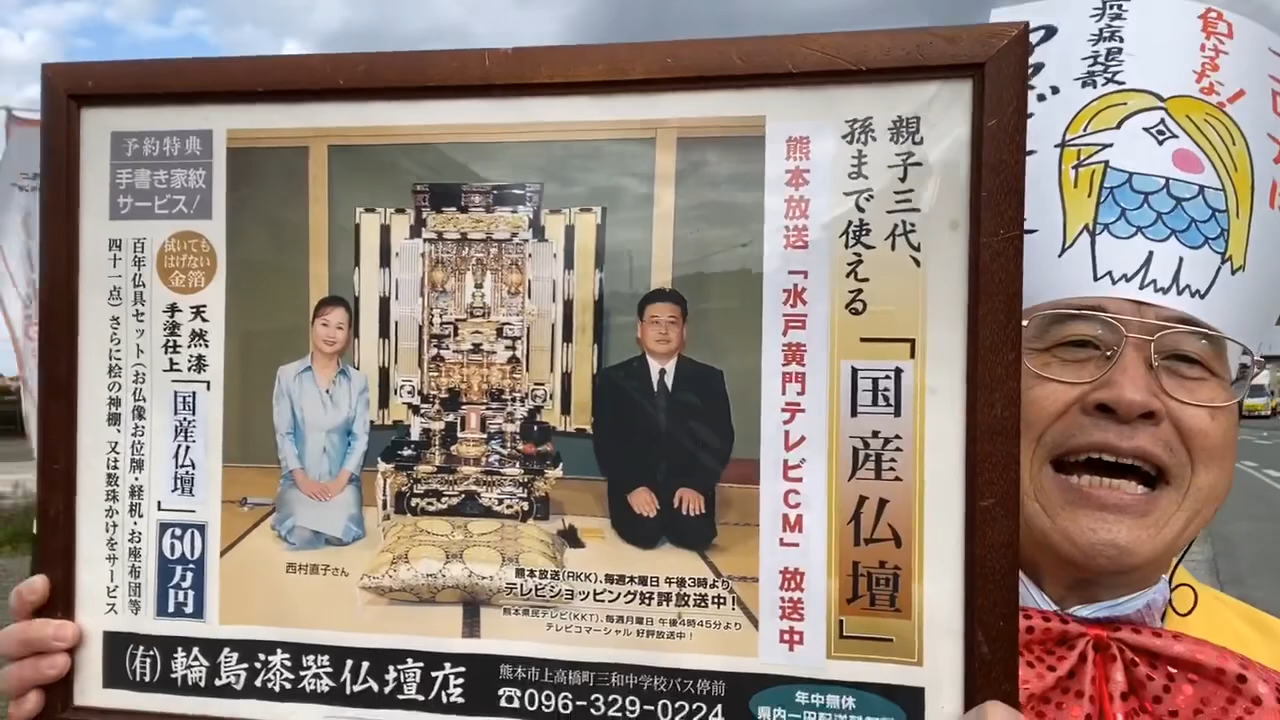 疫病退散
負けるな!
親子三代、
孫まで使える
「国産仏壇」
熊本放送「水戸黄門テレビCM」放送中
予約特典
手書き家紋
サービス!
拭いても
はげない
金箔
天然漆
手塗仕上
「国産仏壇」
60万円
百年仏具セット(お仏像お位牌・経机・お座布団等
四十一点)さらに桧の神棚、又は数珠かけをサービス
西村直子さん
熊本放送(RKK)、毎週木曜日 午後3時より
テレビショッピング好評放送中!
熊本県民テレビ(KKT)、毎週月曜日 午後4時45分より
テレビコマーシャル 好評放送中!
(有)輪島漆器仏壇店
熊本市上高橋町三和中学校バス停前
☎096-329-0224
年中無休
県内一円配送